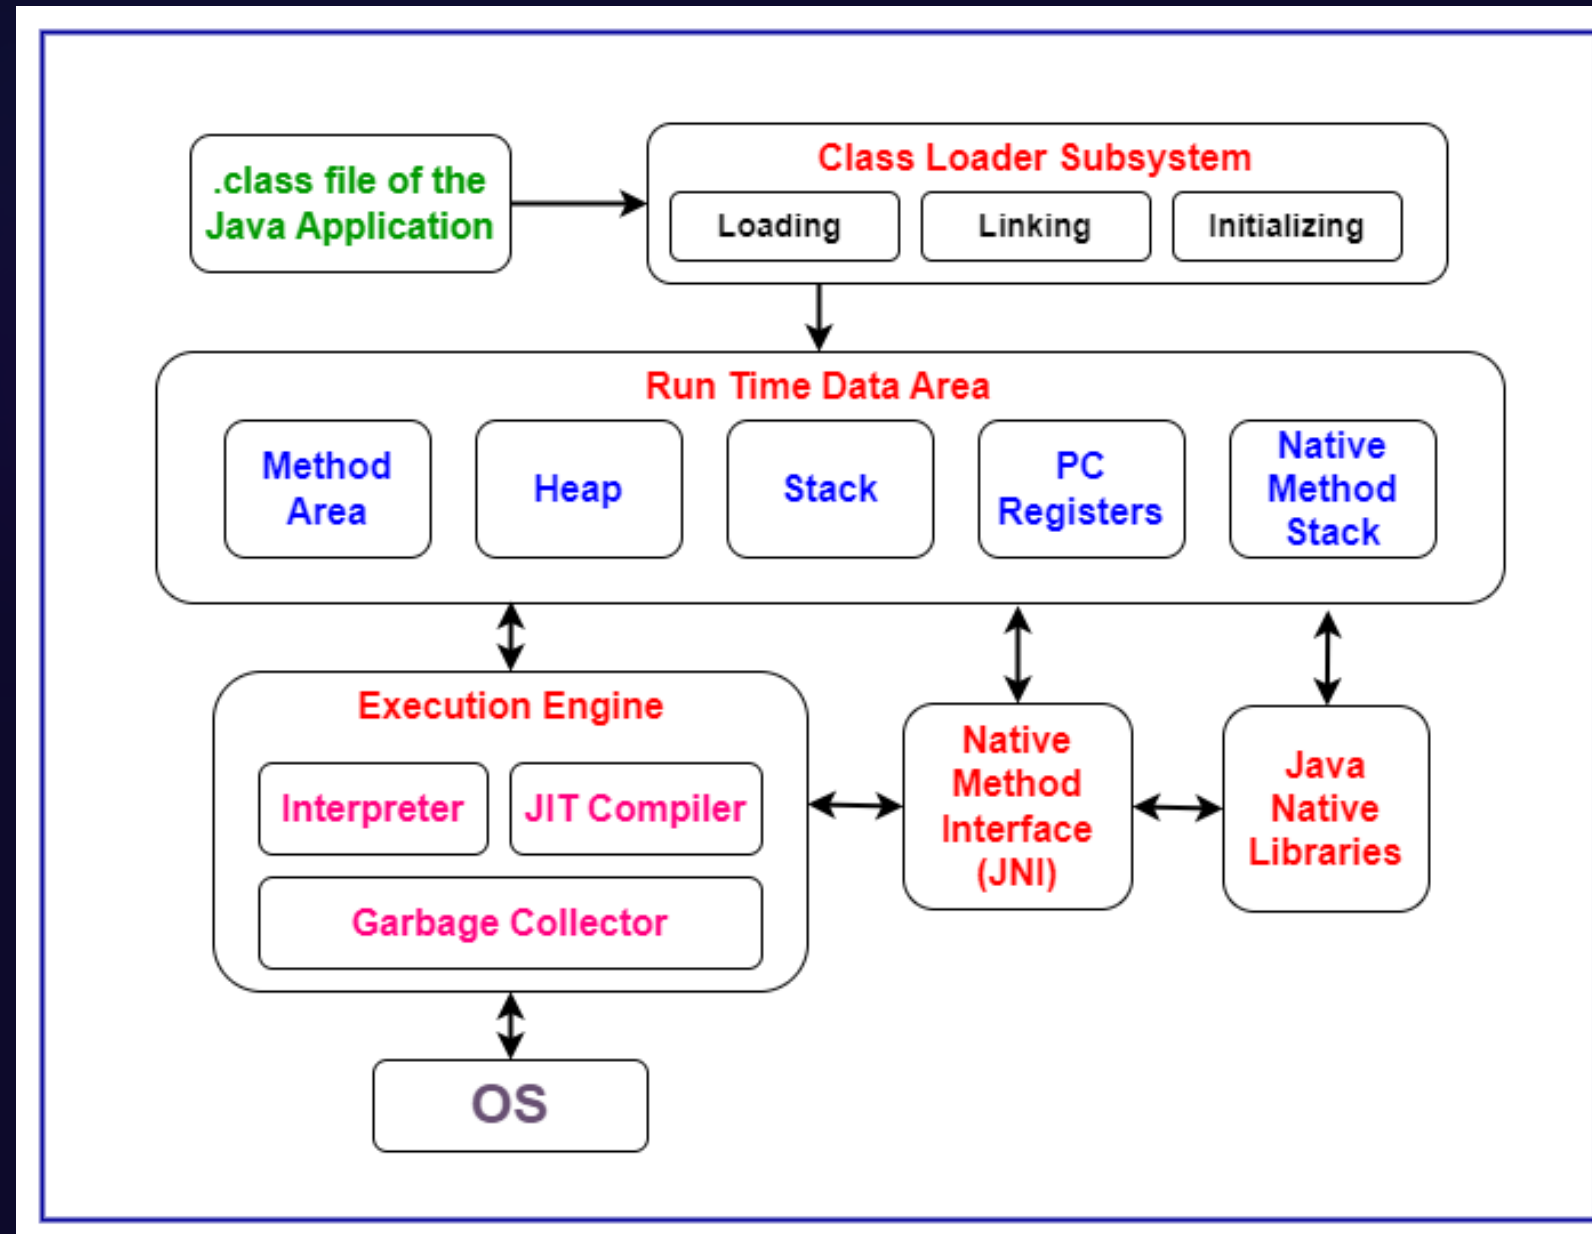 .class file of the
Java Application
Class Loader Subsystem
Loading
Linking
Initializing
Run Time Data Area
Method
Area
Heap
Stack
PC
Registers
Native
Method
Stack
Execution Engine
Interpreter
JIT Compiler
Garbage Collector
Native
Method
Interface
(JNI)
Java
Native
Libraries
OS